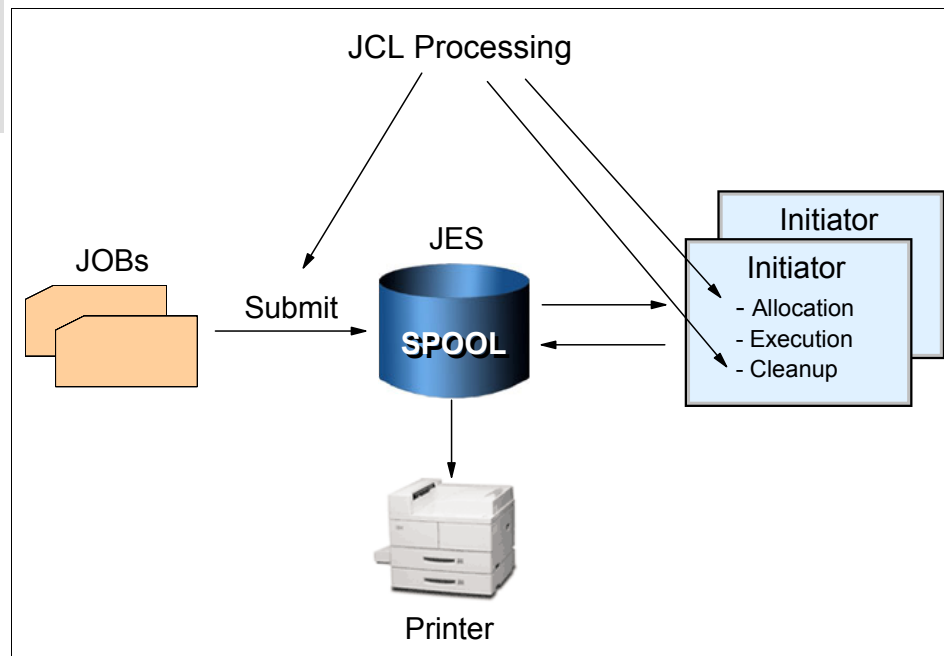 JCL Processing
JOBs
Submit
JES
SPOOL
Initiator
Initiator
- Allocation
- Execution
- Cleanup
Printer